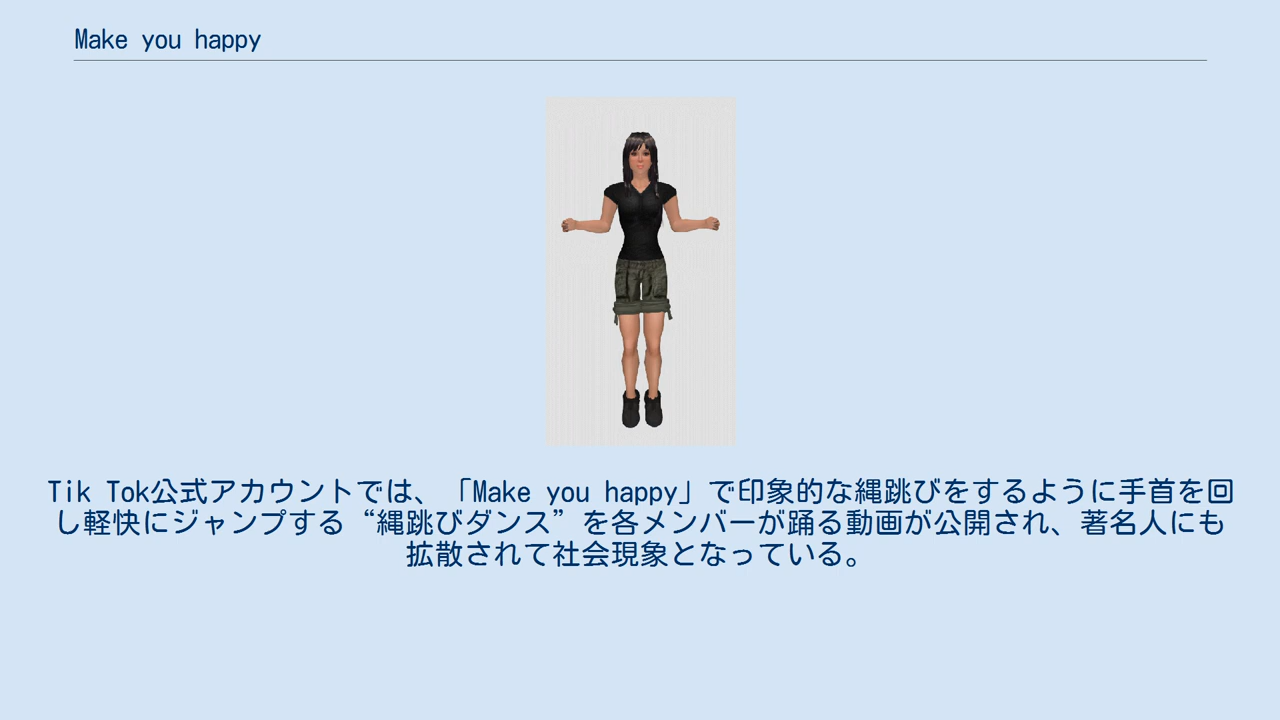 Make you happy
Tik Tok公式アカウントでは、「Make you happy」で印象的な縄跳びをするように手首を回
し軽快にジャンプする“縄跳びダンス”を各メンバーが踊る動画が公開され、著名人にも
拡散されて社会現象となっている。